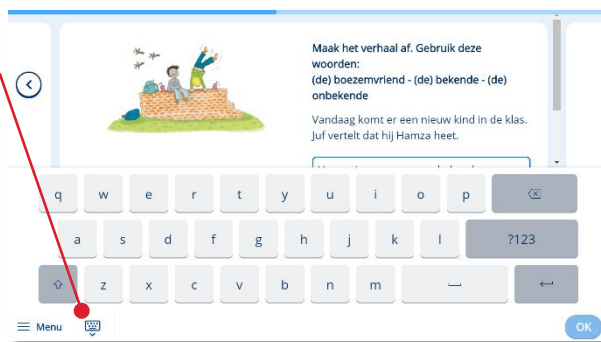 Maak het verhaal af. Gebruik deze
woorden:
(de) boezemvriend - (de) bekende - (de)
onbekende
Vandaag komt er een nieuw kind in de klas.
Juf vertelt dat hij Hamza heet.
q w e r t y u i o p
a s d f g h j k l ?123
z x c v b n m
Menu
OK